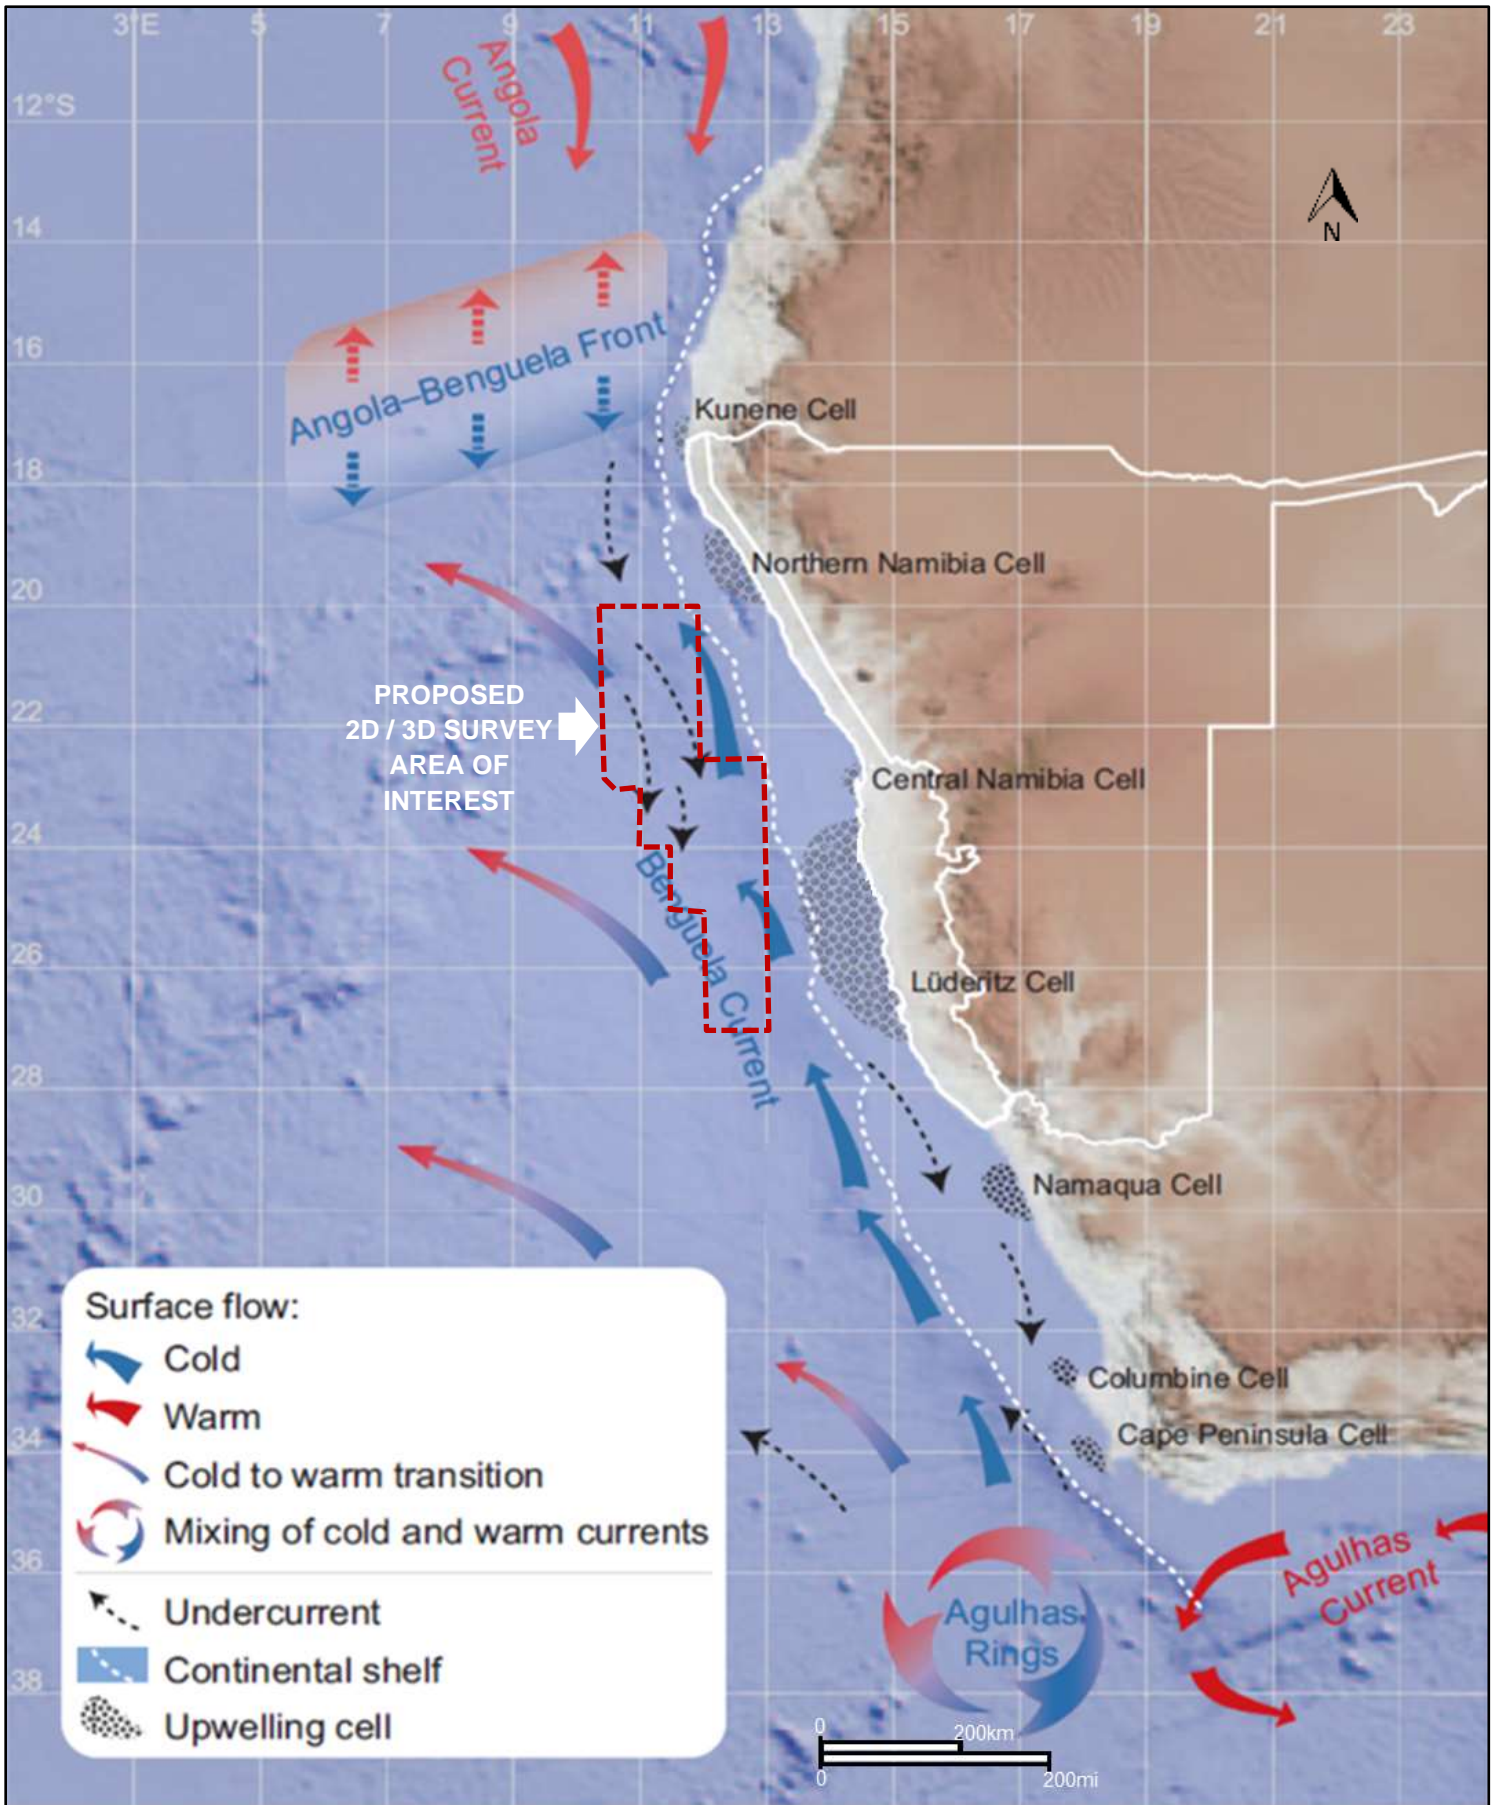 3°E 5 7 9 11 13 15 17 19 21 23
Angola
Current
12°S
14
N
16
Angola–Benguela Front
Kunene Cell
18
Northern Namibia Cell
20
PROPOSED
2D / 3D SURVEY
AREA OF
INTEREST
22
Central Namibia Cell
24
Benguela Current
26
Lüderitz Cell
28
Namaqua Cell
30
Surface flow:
32
Cold
Columbine Cell
Warm
Cape Peninsula Cell
34
Cold to warm transition
Mixing of cold and warm currents
Agulhas
Current
36
Undercurrent
Agulhas
Rings
Continental shelf
38
Upwelling cell
0 200km
0 200mi